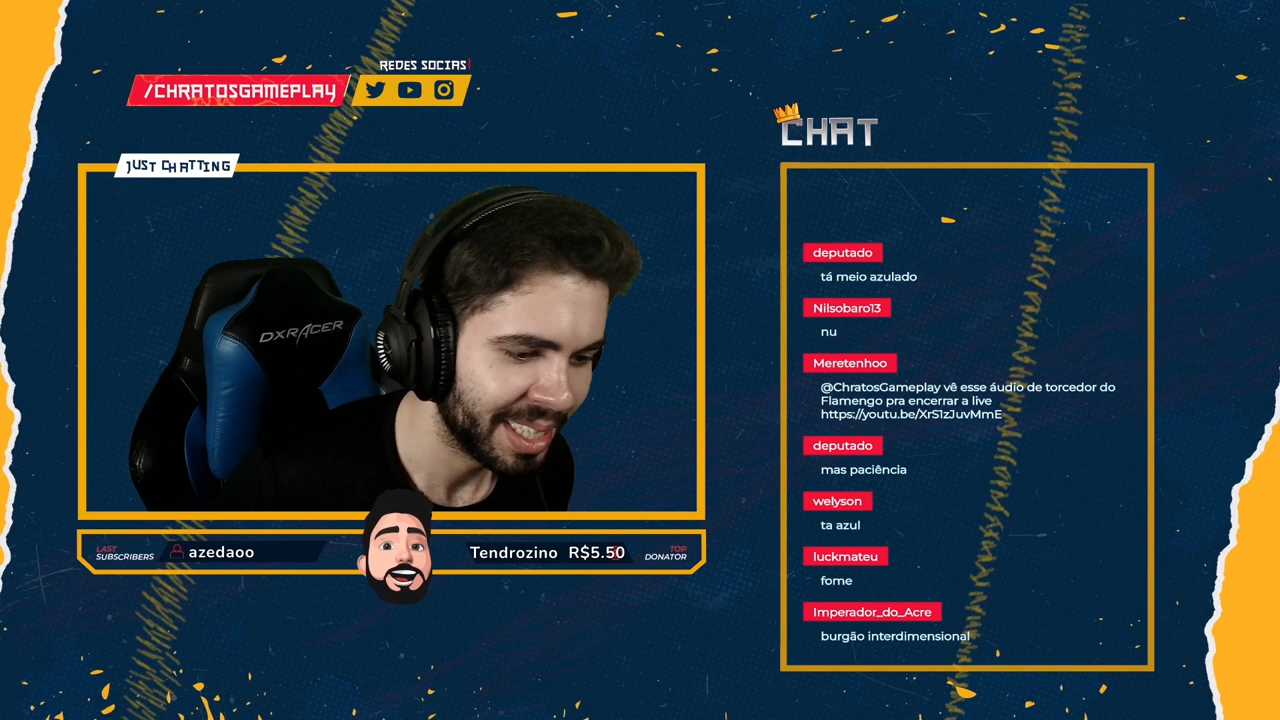 REDES SOCIAS
/CHRATOSGAMEPLAY
CHAT
JUST CHATTING
DXRACER
deputado
tá meio azulado
Nilsobaro13
nu
Meretenhoo
@ChratosGameplay vê esse áudio de torcedor do
Flamengo pra encerrar a live
https://youtu.be/XrS1zJuvMmE
deputado
mas paciência
welyson
ta azul
luckmateu
fome
Imperador_do_Acre
burgão interdimensional
LAST
SUBSCRIBERS
azedaoo
Tendrozino R$5.50
TOP
DONATOR